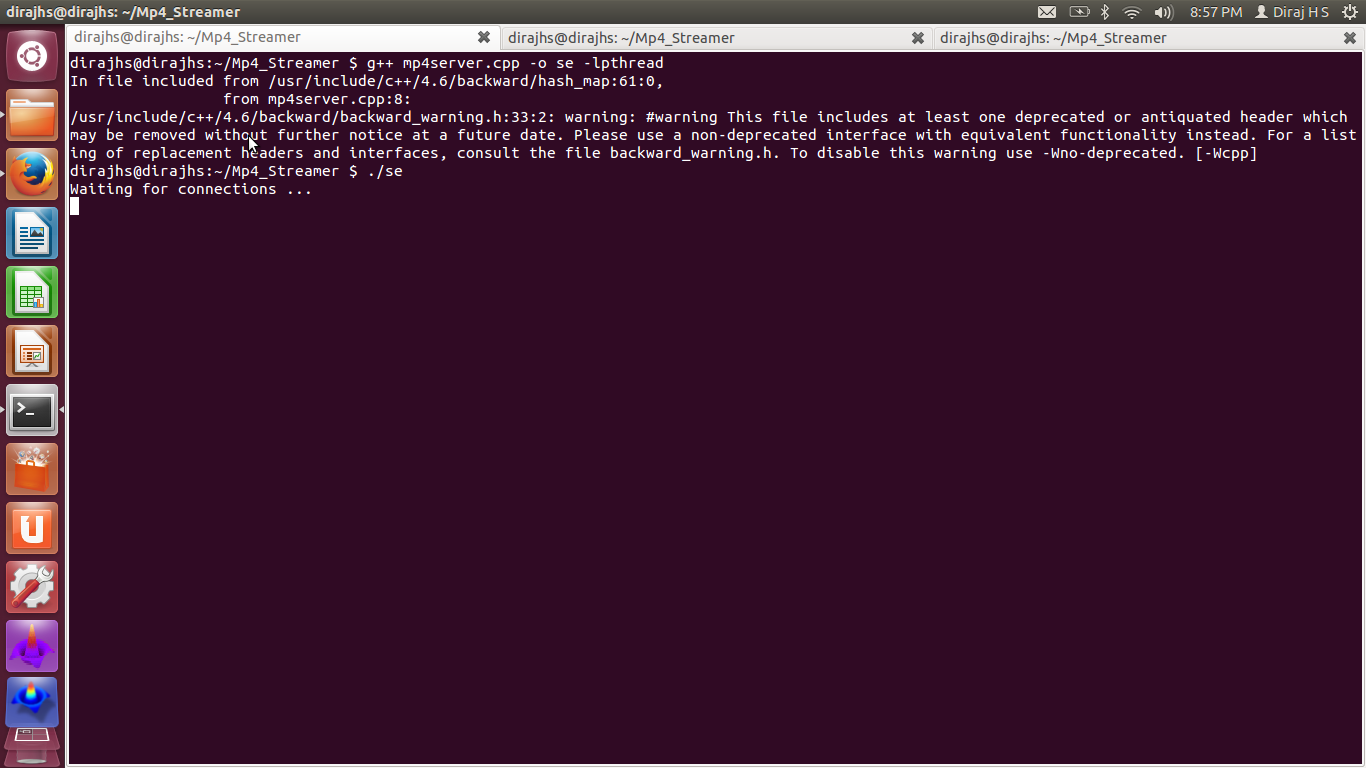 dirajhs@dirajhs: ~/Mp4_Streamer
8:57 PM
Diraj H S
dirajhs@dirajhs: ~/Mp4_Streamer
dirajhs@dirajhs: ~/Mp4_Streamer
dirajhs@dirajhs: ~/Mp4_Streamer
dirajhs@dirajhs:~/Mp4_Streamer $ g++ mp4server.cpp -o se -lpthread
In file included from /usr/include/c++/4.6/backward/hash_map:61:0,
                 from mp4server.cpp:8:
/usr/include/c++/4.6/backward/backward_warning.h:33:2: warning: #warning This file includes at least one deprecated or antiquated header which
may be removed without further notice at a future date. Please use a non-deprecated interface with equivalent functionality instead. For a list
ing of replacement headers and interfaces, consult the file backward_warning.h. To disable this warning use -Wno-deprecated. [-Wcpp]
dirajhs@dirajhs:~/Mp4_Streamer $ ./se
Waiting for connections ...